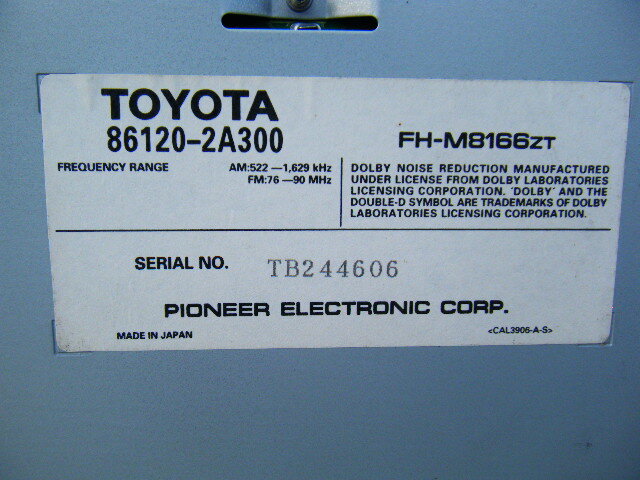 TOYOTA
86120-2A300
FH-M8166ZT
FREQUENCY RANGE AM:522 —1,629 kHz
FM:76 —90 MHz
DOLBY NOISE REDUCTION MANUFACTURED
UNDER LICENSE FROM DOLBY LABORATORIES
LICENSING CORPORATION. 'DOLBY' AND THE
DOUBLE-D SYMBOL ARE TRADEMARKS OF DOLBY
LABORATORIES LICENSING CORPORATION.
SERIAL NO. TB244606
PIONEER ELECTRONIC CORP.
MADE IN JAPAN
<CAL3906-A-S>